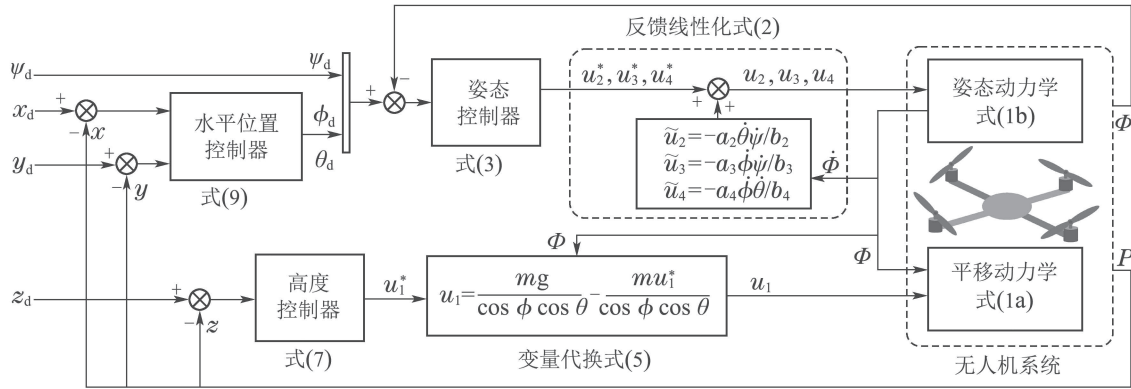 反馈线性化式(2)
ψd
ψd
u2*, u3*, u4*
u2, u3, u4
姿态
控制器
式(3)
姿态动力学
式(1b)
Φ
xd
x
水平位置
控制器
式(9)
ϕd
θd
yd
y
ũ2=−a2θ̇ψ̇/b2
ũ3=−a3ϕ̇ψ̇/b3
ũ4=−a4ϕ̇θ̇/b4
Φ̇
Φ
Φ
P
zd
z
高度
控制器
式(7)
u1*
u1=mg/(cos ϕ cos θ)−mu1*/(cos ϕ cos θ)
变量代换式(5)
u1
平移动力学
式(1a)
无人机系统